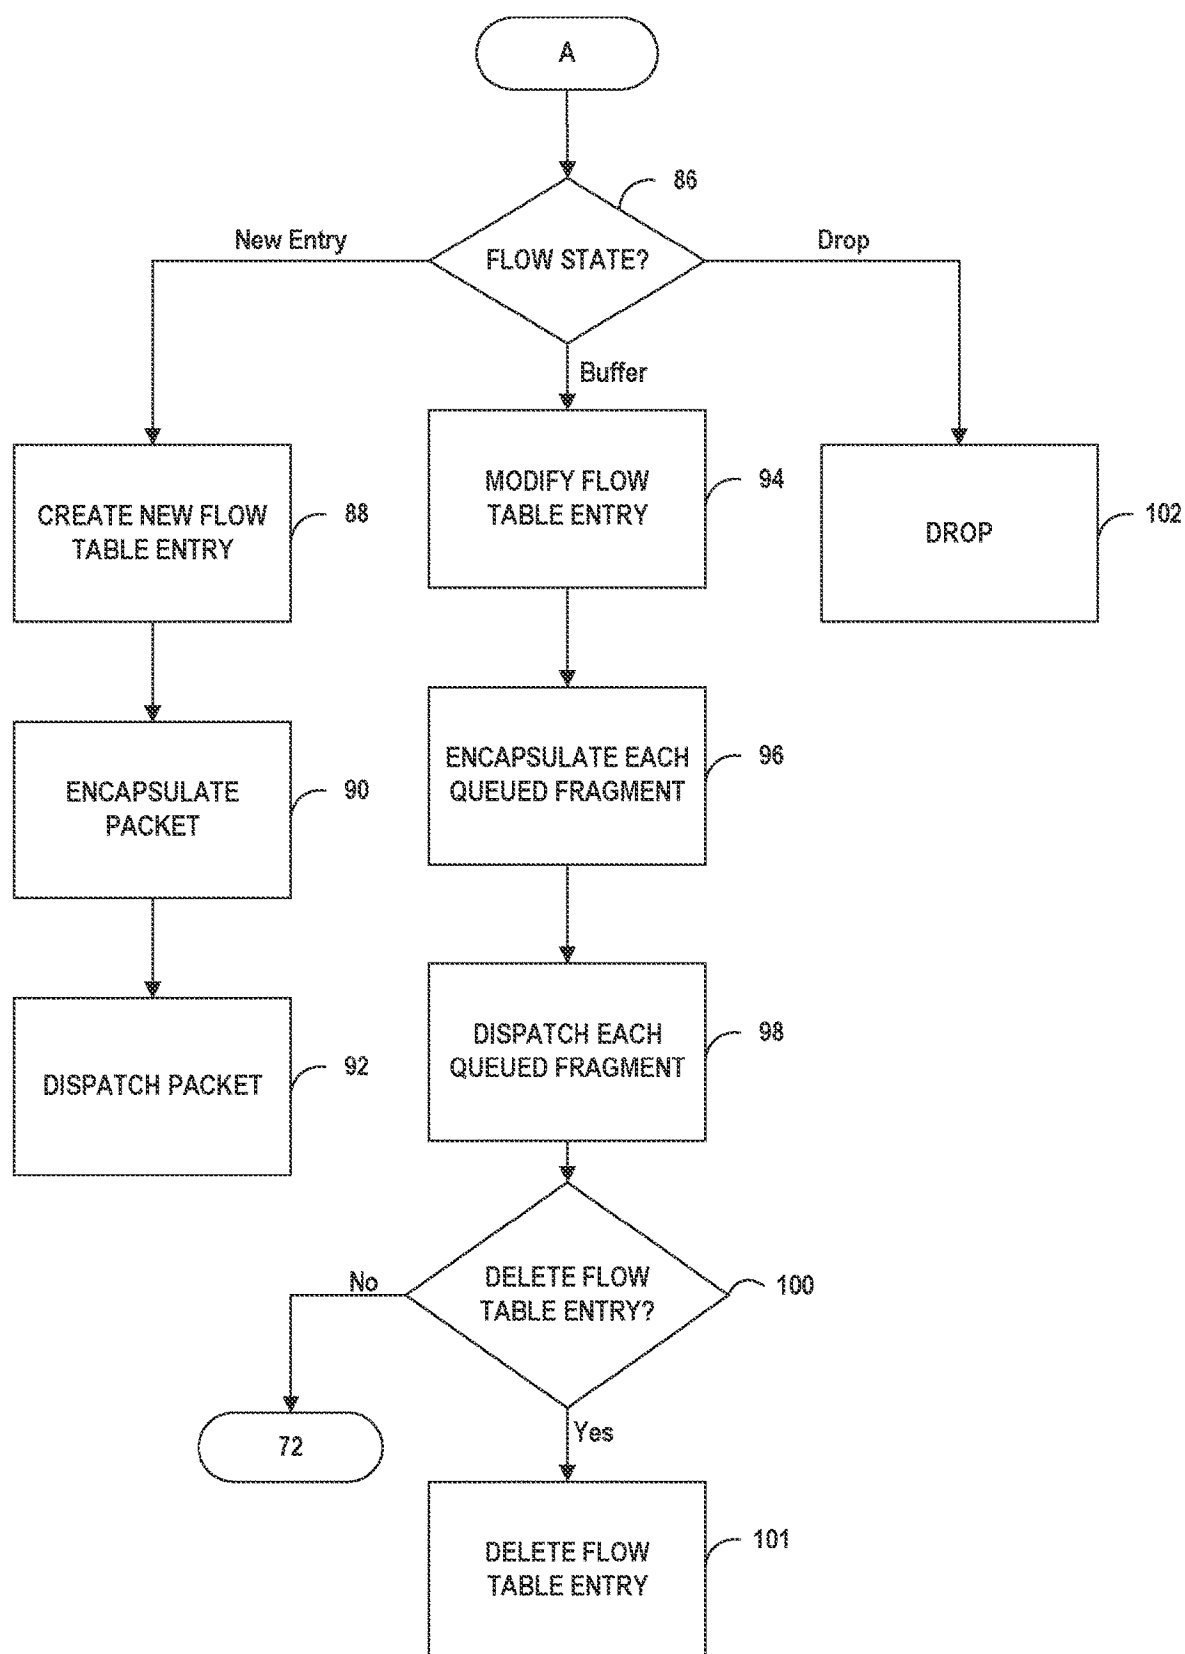 A
86
FLOW STATE?
New Entry
Drop
Buffer
CREATE NEW FLOW
TABLE ENTRY
88
MODIFY FLOW
TABLE ENTRY
94
DROP
102
ENCAPSULATE
PACKET
90
ENCAPSULATE EACH
QUEUED FRAGMENT
96
DISPATCH PACKET
92
DISPATCH EACH
QUEUED FRAGMENT
98
DELETE FLOW
TABLE ENTRY?
100
No
72
Yes
DELETE FLOW
TABLE ENTRY
101